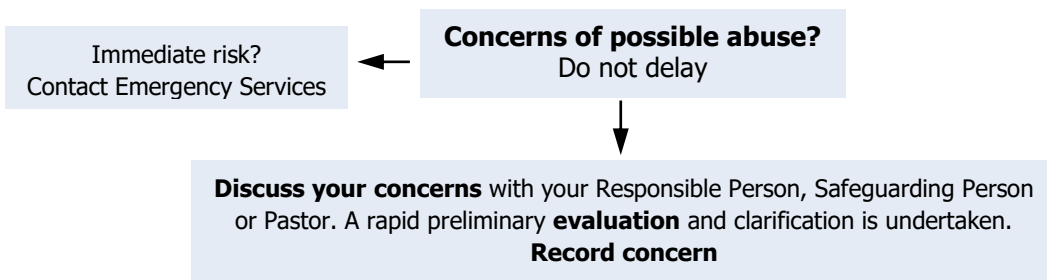 Concerns of possible abuse?
Do not delay
Immediate risk?
Contact Emergency Services
Discuss your concerns with your Responsible Person, Safeguarding Person
or Pastor. A rapid preliminary evaluation and clarification is undertaken.
Record concern